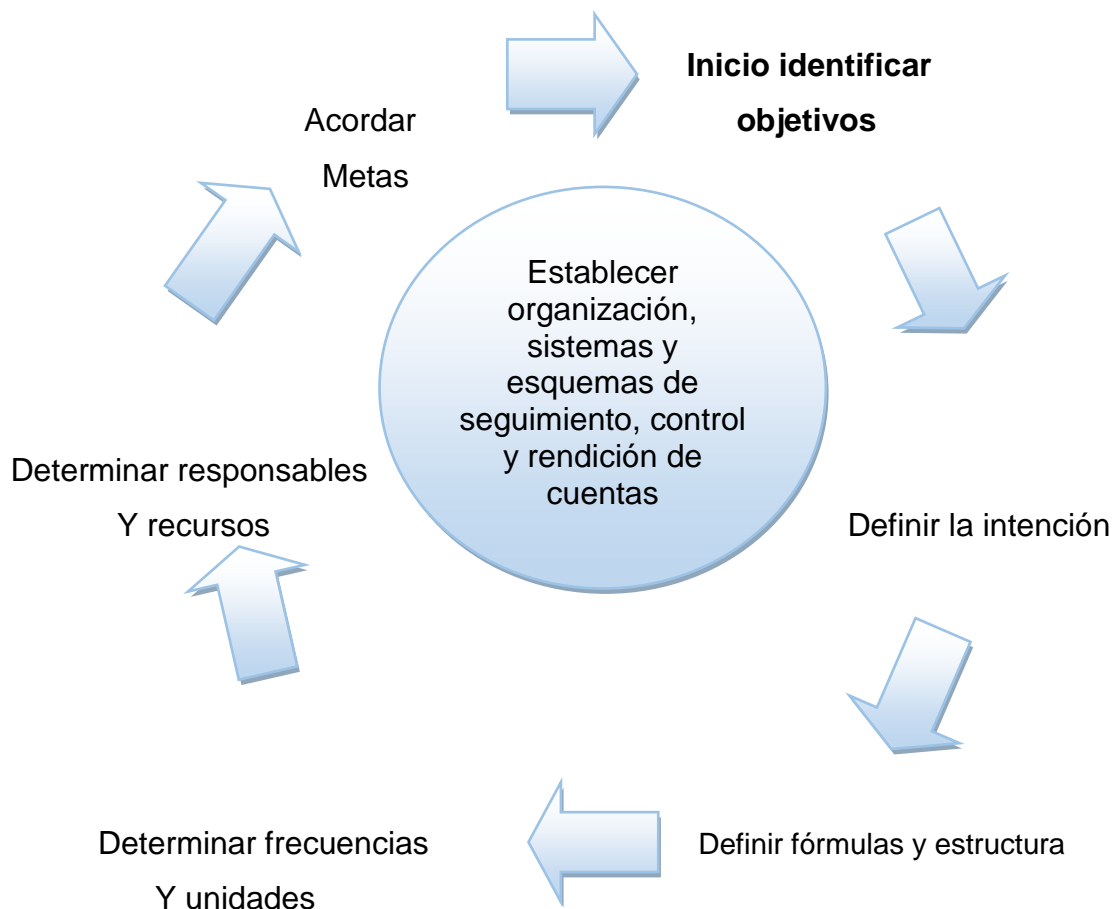 Inicio identificar
objetivos
Acordar
Metas
Establecer
organización,
sistemas y
esquemas de
seguimiento, control
y rendición de
cuentas
Determinar responsables
Y recursos
Definir la intención
Determinar frecuencias
Y unidades
Definir fórmulas y estructura